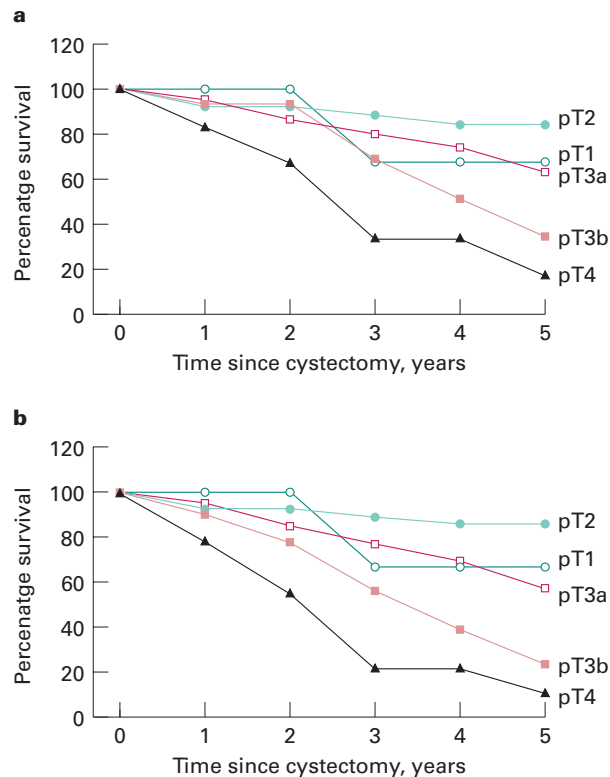 a
120
100
80
60
40
20
0
Percenatge survival
pT2
pT1
pT3a
pT3b
pT4
0 1 2 3 4 5
Time since cystectomy, years
b
120
100
80
60
40
20
0
Percenatge survival
pT2
pT1
pT3a
pT3b
pT4
0 1 2 3 4 5
Time since cystectomy, years